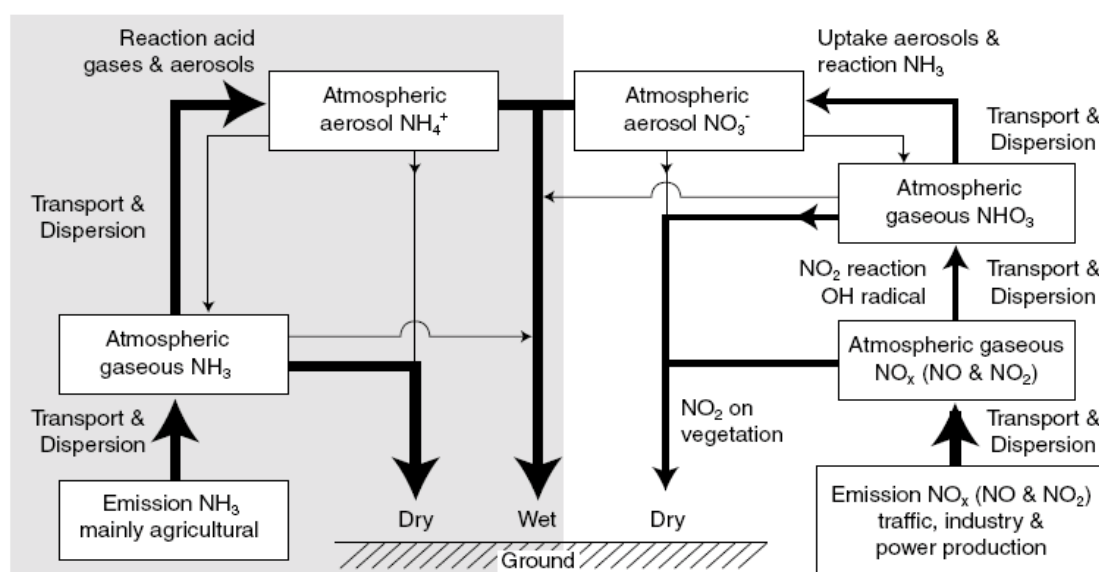 Reaction acid
gases & aerosols
Uptake aerosols &
reaction NH₃
Atmospheric
aerosol NH₄⁺
Atmospheric
aerosol NO₃⁻
Transport &
Dispersion
Atmospheric
gaseous NHO₃
Transport &
Dispersion
NO₂ reaction
OH radical
Transport &
Dispersion
Atmospheric
gaseous NH₃
Atmospheric gaseous
NOₓ (NO & NO₂)
Transport &
Dispersion
NO₂ on
vegetation
Transport &
Dispersion
Emission NH₃
mainly agricultural
Emission NOₓ (NO & NO₂)
traffic, industry &
power production
Dry
Wet
Dry
Ground